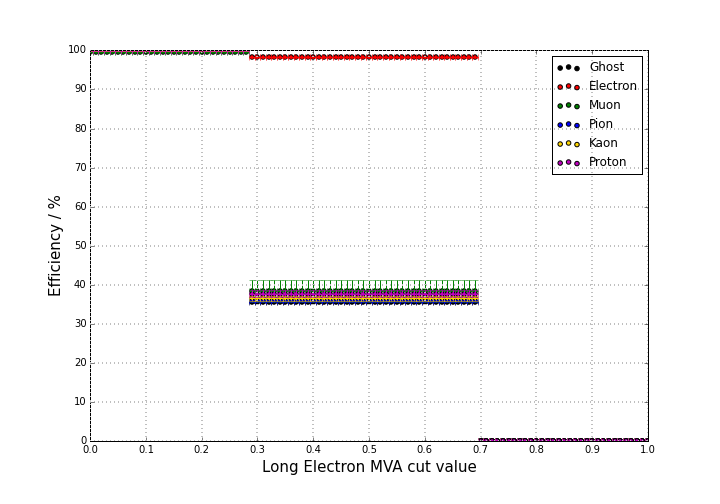 100
90
80
70
60
50
40
30
20
10
0
Efficiency / %
Ghost
Electron
Muon
Pion
Kaon
Proton
0.0 0.1 0.2 0.3 0.4 0.5 0.6 0.7 0.8 0.9 1.0
Long Electron MVA cut value